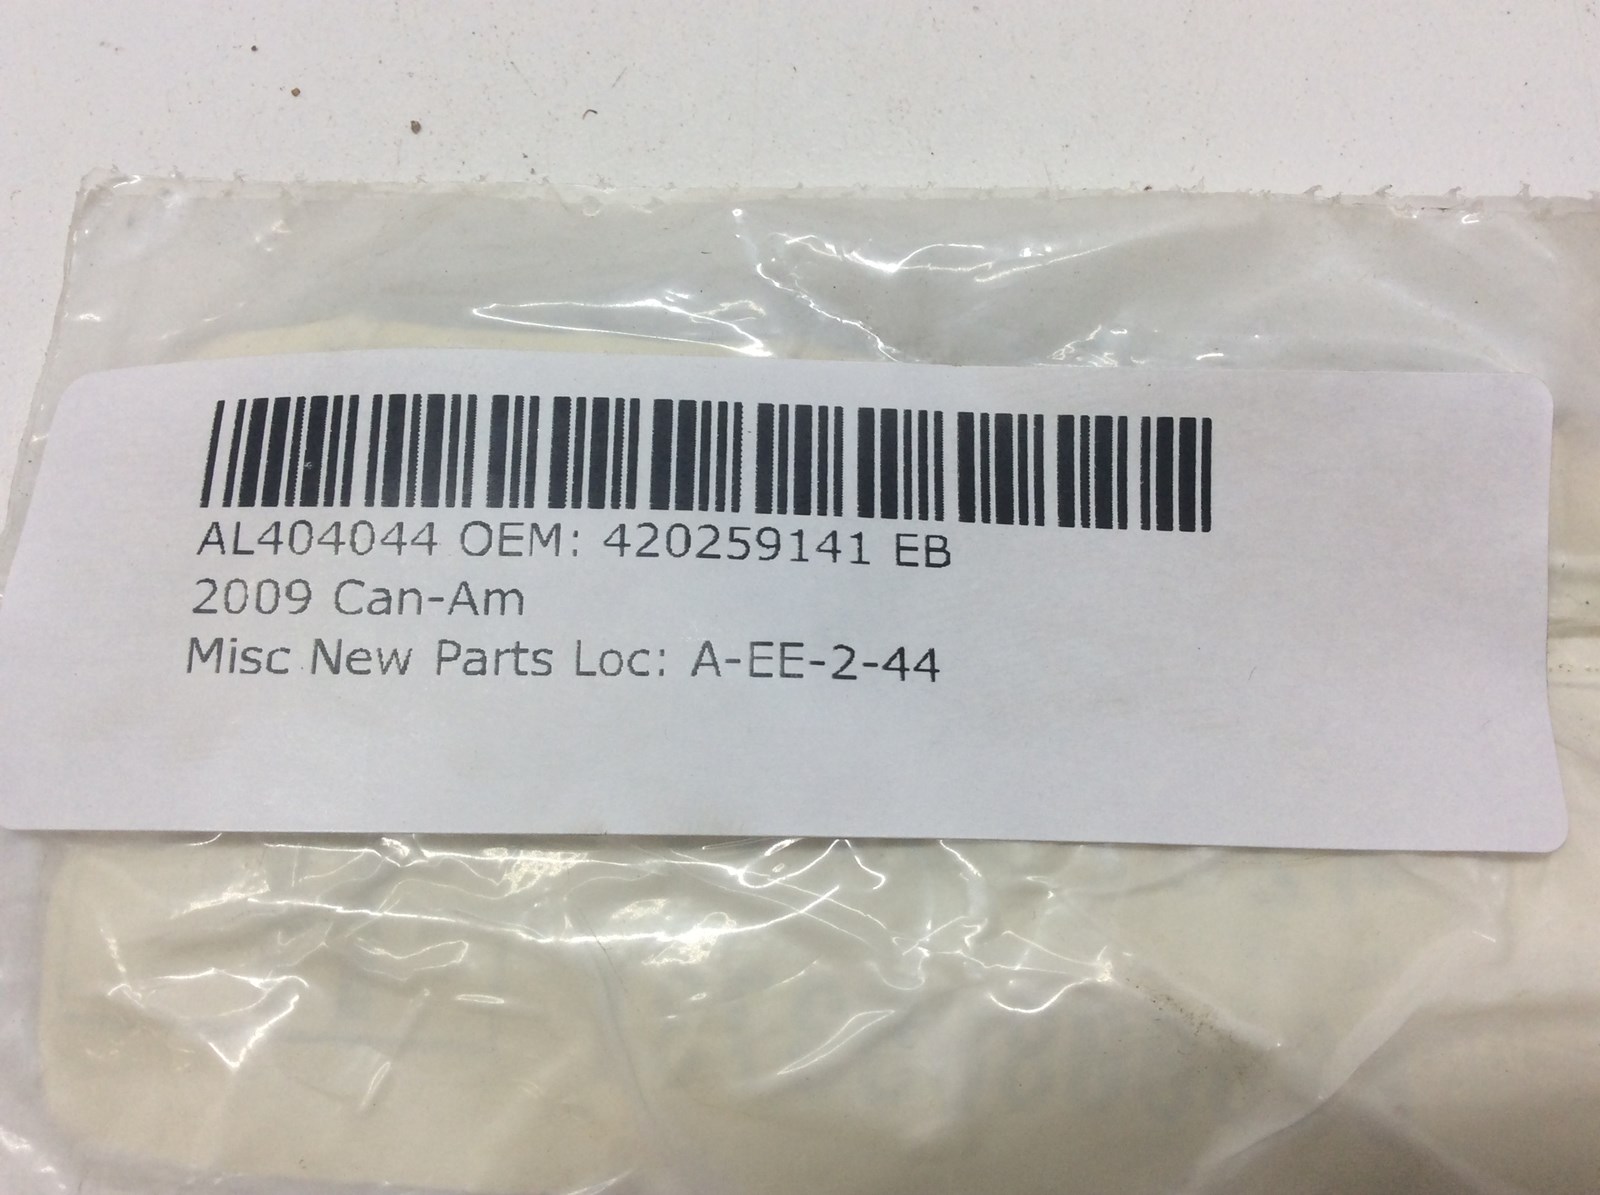 AL404044 OEM: 420259141 EB
2009 Can-Am
Misc New Parts Loc: A-EE-2-44